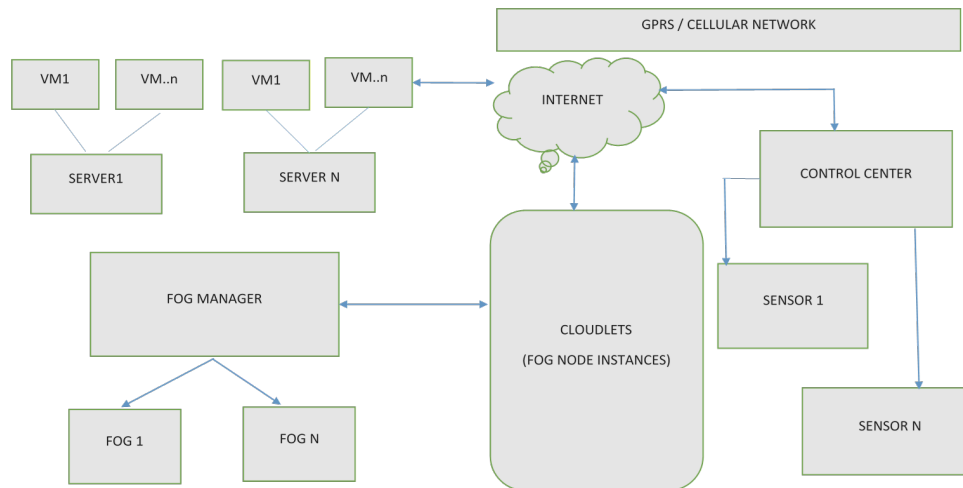 GPRS / CELLULAR NETWORK
VM1
VM..n
VM1
VM..n
INTERNET
SERVER1
SERVER N
CONTROL CENTER
FOG MANAGER
SENSOR 1
CLOUDLETS
(FOG NODE INSTANCES)
FOG 1
FOG N
SENSOR N